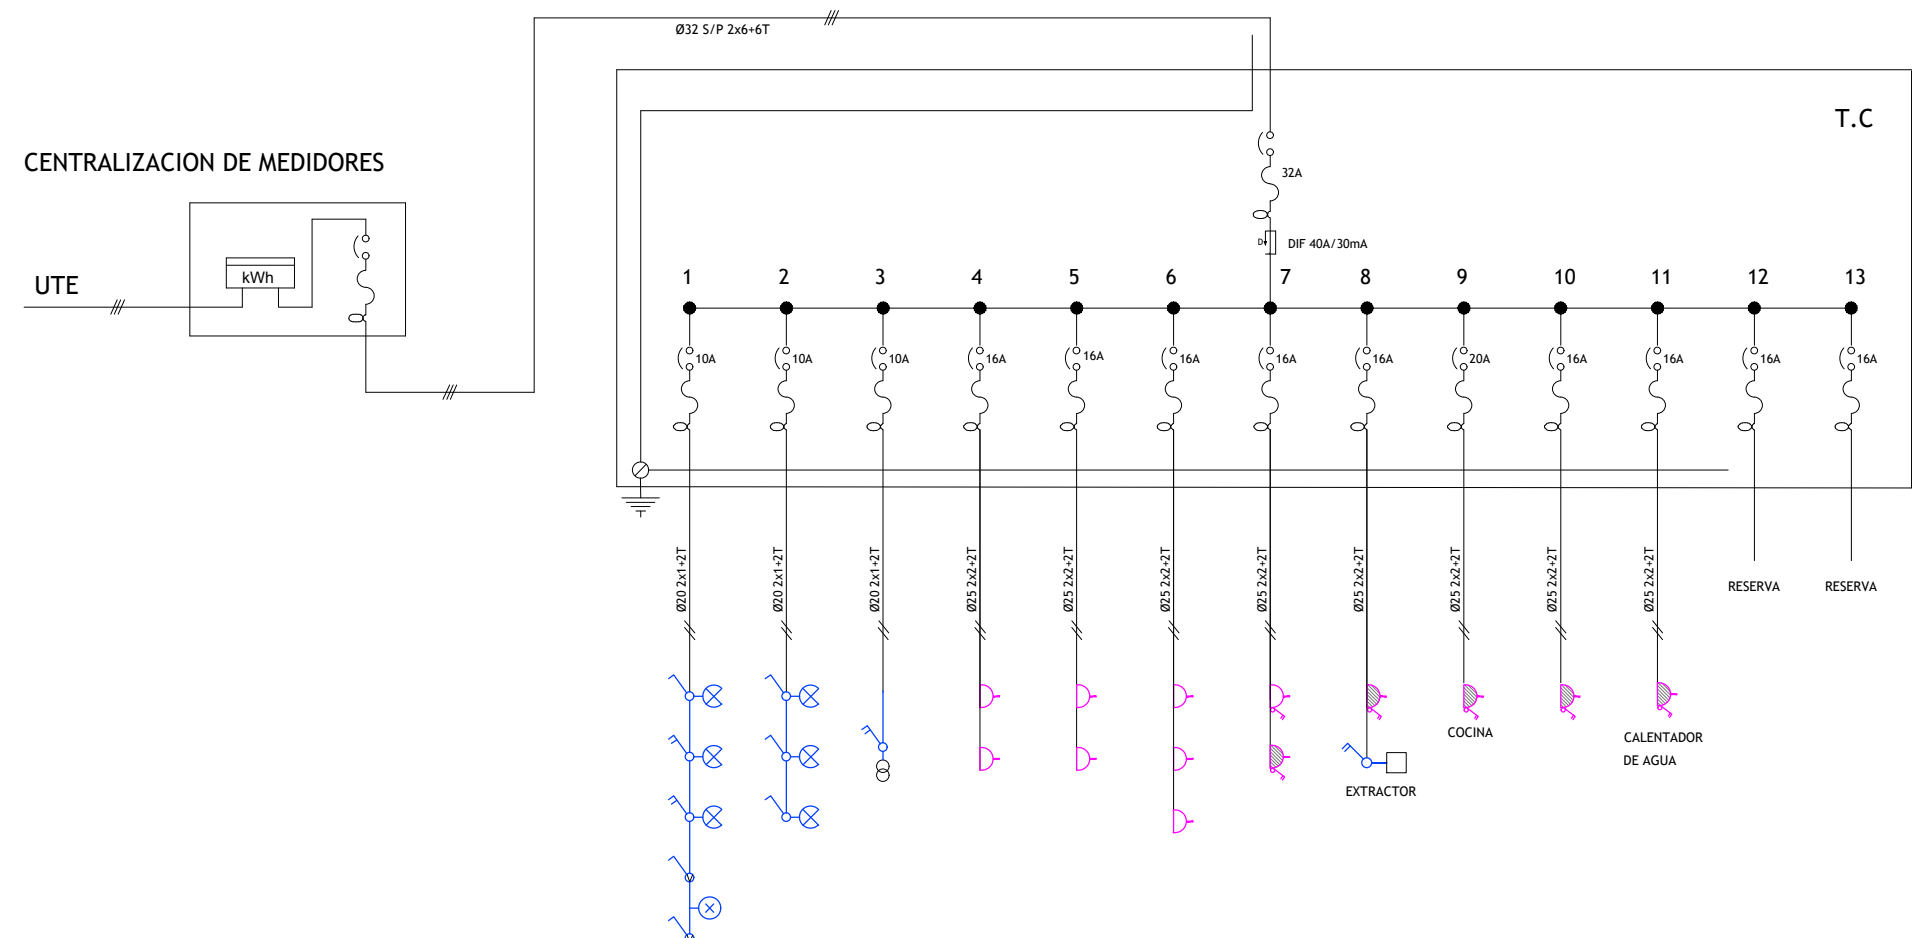 Ø32 S/P 2x6+6T
T.C
CENTRALIZACION DE MEDIDORES
32A
kWh
UTE
D
DIF 40A/30mA
1 2 3 4 5 6 7 8 9 10 11 12 13
10A 10A 10A 16A 16A 16A 16A 16A 20A 16A 16A 16A 16A
Ø20 2x1+2T
Ø20 2x1+2T
Ø20 2x1+2T
Ø25 2x2+2T
Ø25 2x2+2T
Ø25 2x2+2T
Ø25 2x2+2T
Ø25 2x2+2T
Ø25 2x2+2T
Ø25 2x2+2T
Ø25 2x2+2T
RESERVA
RESERVA
COCINA
CALENTADOR
DE AGUA
EXTRACTOR